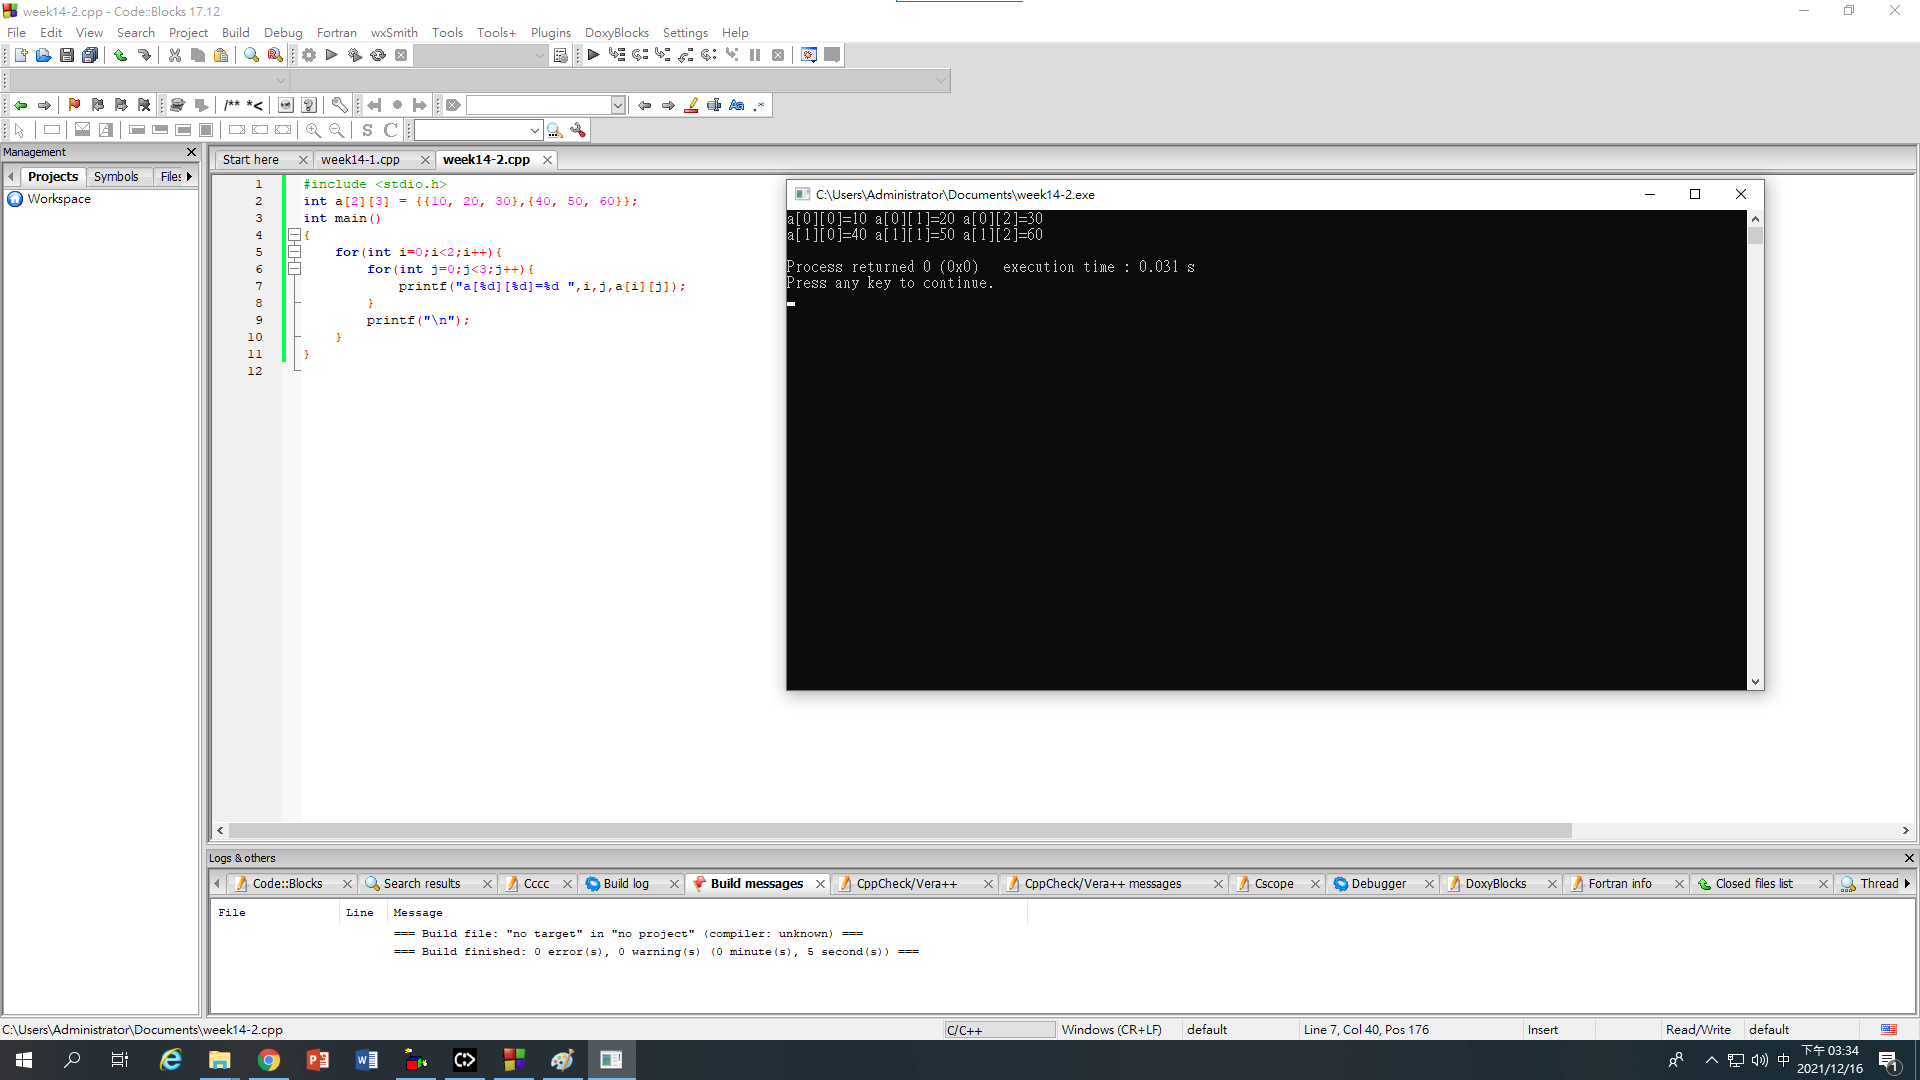 week14-2.cpp - Code::Blocks 17.12
File Edit View Search Project Build Debug Fortran wxSmith Tools Tools+ Plugins DoxyBlocks Settings Help
/** *<
S C
Management
Projects Symbols Files
Workspace
Start here week14-1.cpp week14-2.cpp
1 #include <stdio.h>
2 int a[2][3] = {{10, 20, 30},{40, 50, 60}};
3 int main()
4 {
5 for(int i=0;i<2;i++){
6 for(int j=0;j<3;j++){
7 printf("a[%d][%d]=%d ",i,j,a[i][j]);
8 }
9 printf("\n");
10 }
11 }
12
C:\Users\Administrator\Documents\week14-2.exe
a[0][0]=10 a[0][1]=20 a[0][2]=30
a[1][0]=40 a[1][1]=50 a[1][2]=60
Process returned 0 (0x0)   execution time : 0.031 s
Press any key to continue.
Logs & others
Code::Blocks Search results Cccc Build log Build messages CppCheck/Vera++ CppCheck/Vera++ messages Cscope Debugger DoxyBlocks Fortran info Closed files list Thread
File Line Message
=== Build file: "no target" in "no project" (compiler: unknown) ===
=== Build finished: 0 error(s), 0 warning(s) (0 minute(s), 5 second(s)) ===
C:\Users\Administrator\Documents\week14-2.cpp C/C++ Windows (CR+LF) default Line 7, Col 40, Pos 176 Insert Read/Write default
中 下午 03:34
2021/12/16
1